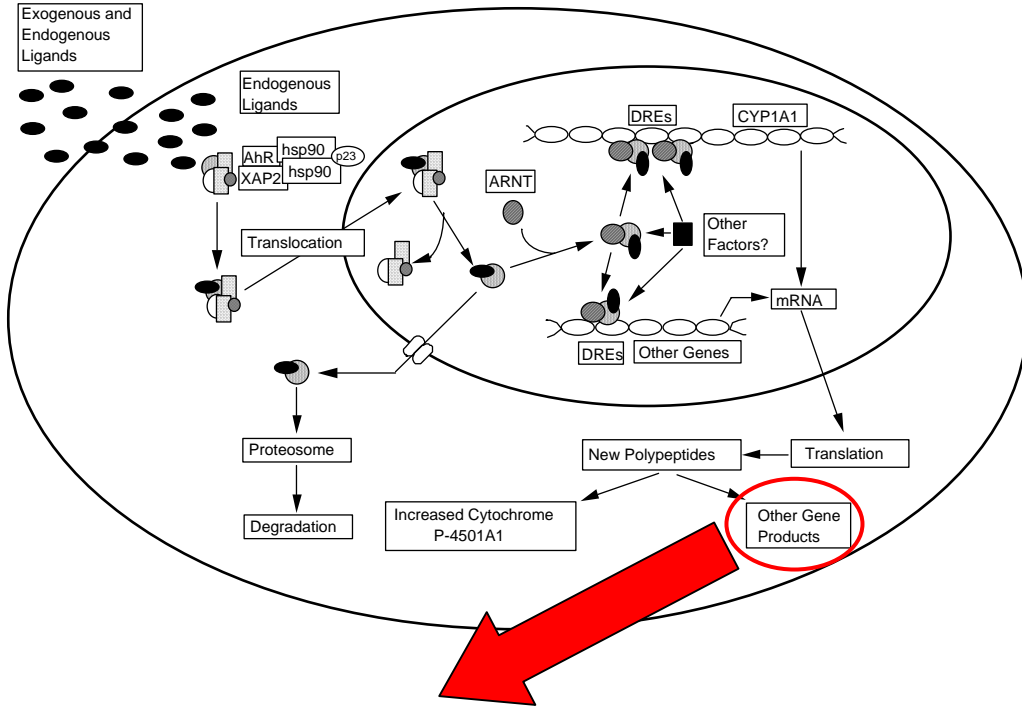 Exogenous and
Endogenous
Ligands
Endogenous
Ligands
AhR
hsp90
p23
XAP2
hsp90
Translocation
ARNT
DREs
CYP1A1
Other
Factors?
mRNA
DREs
Other Genes
Proteosome
Degradation
New Polypeptides
Translation
Increased Cytochrome
P-4501A1
Other Gene
Products